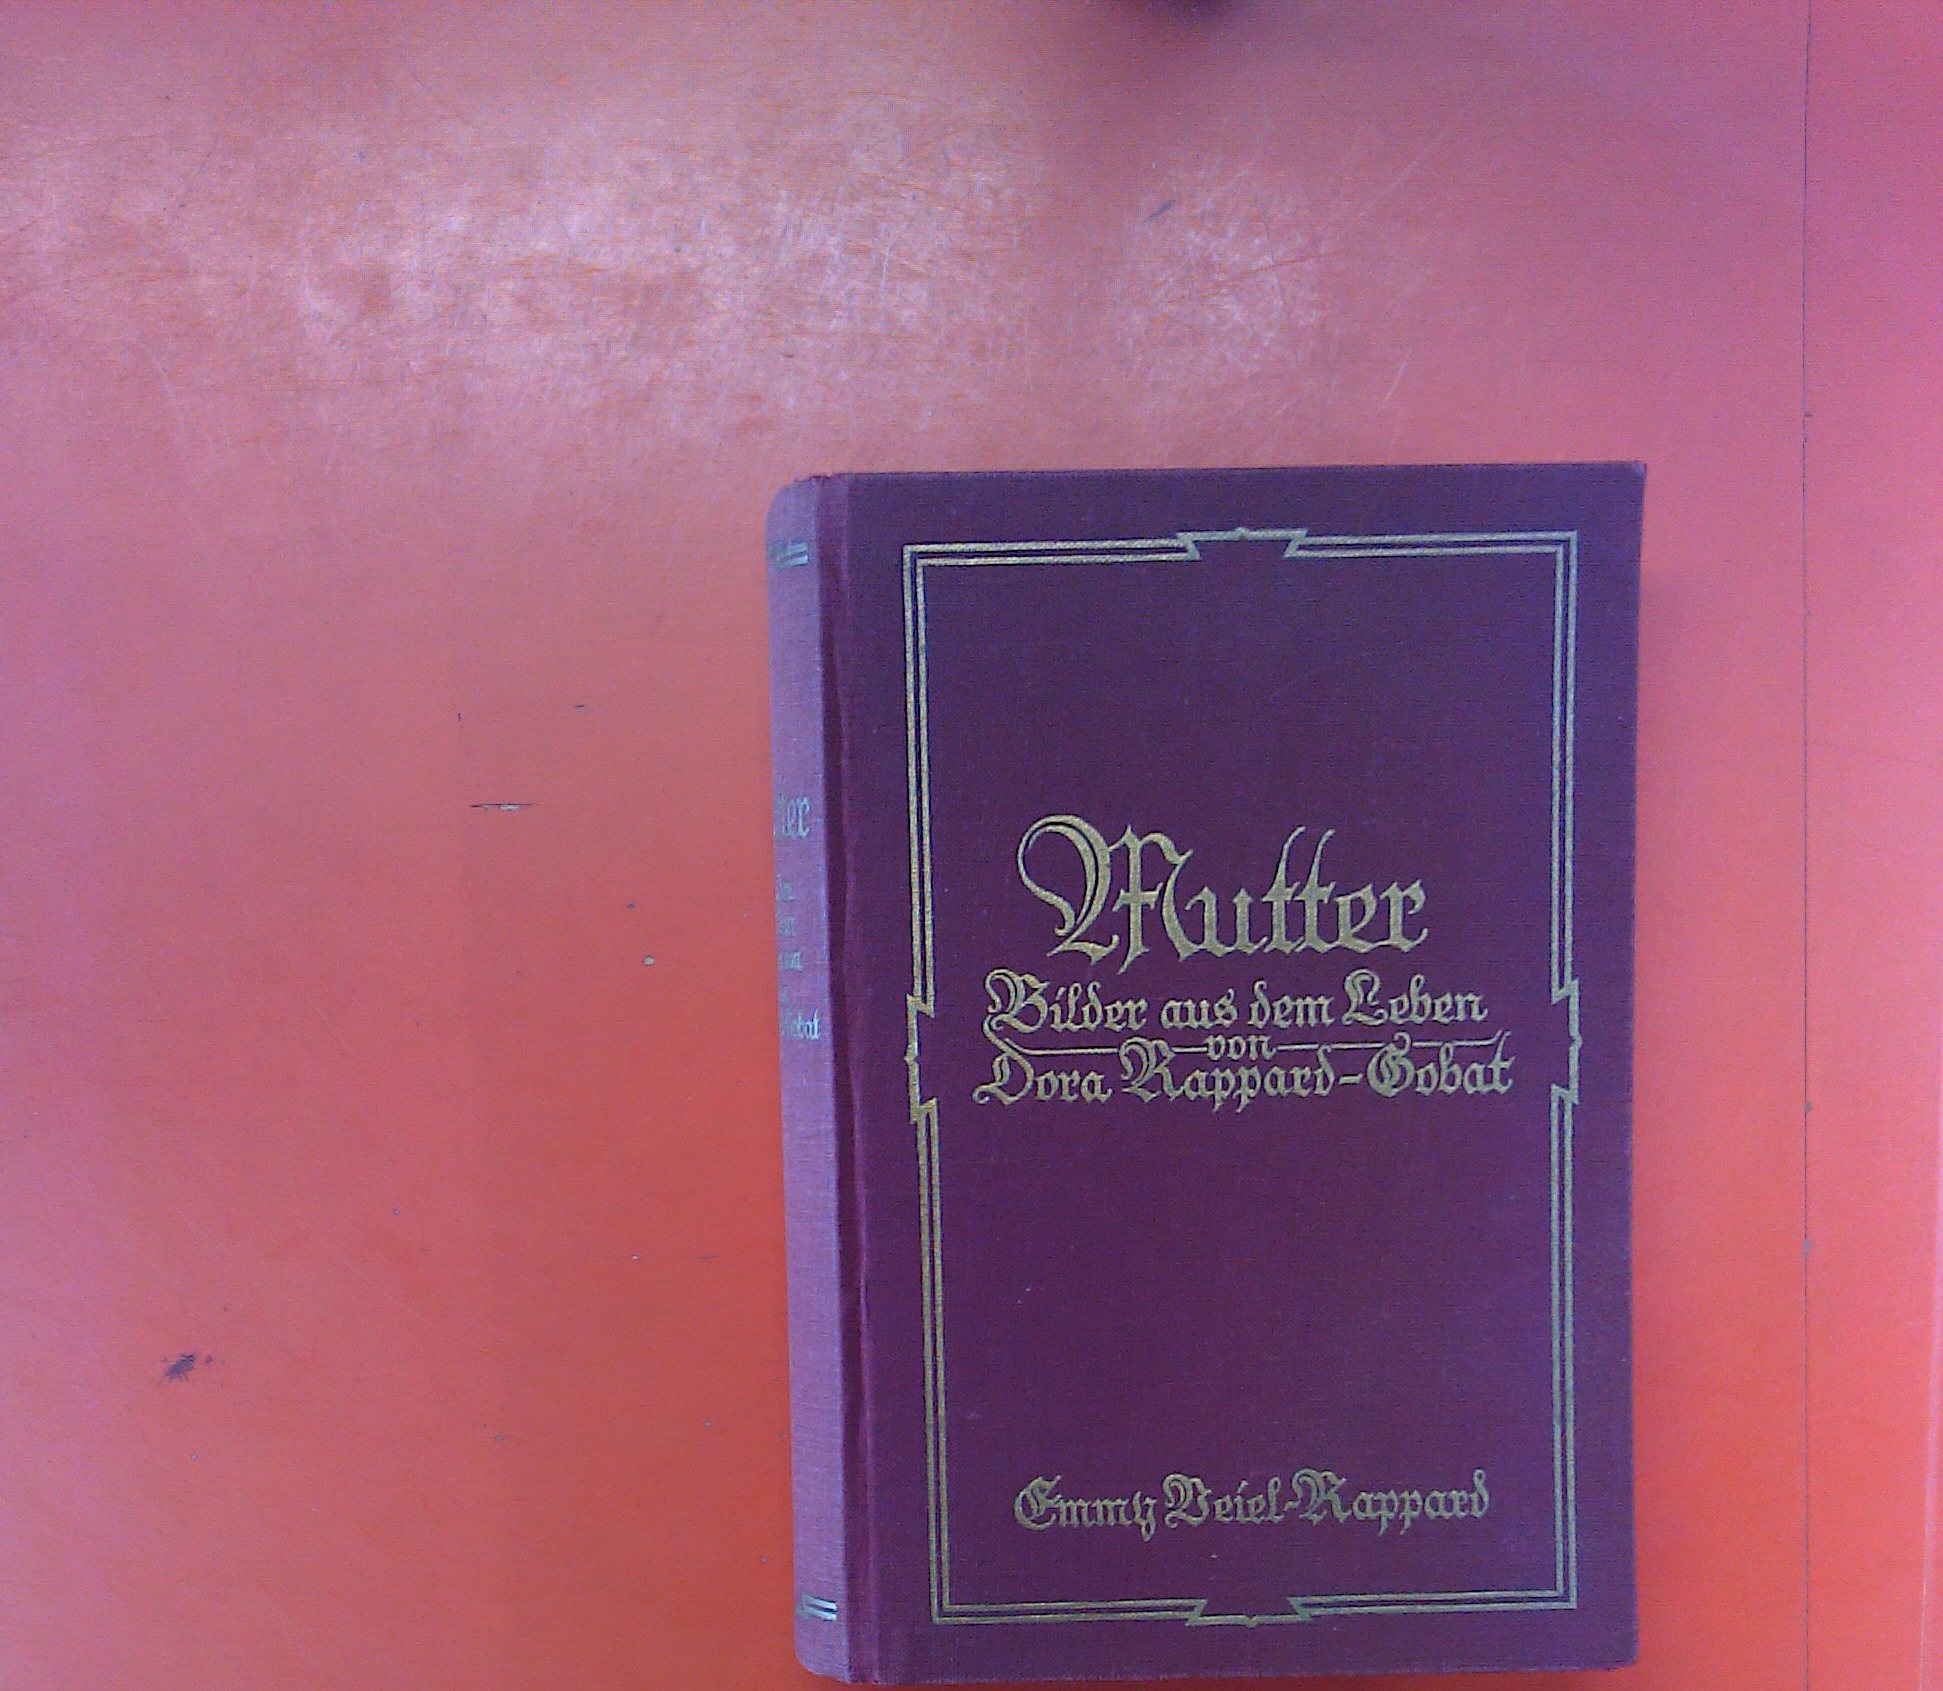 Mutter
Bilder aus dem Leben
von
Dora Rappard-Gobat
Emmy Veiel-Rappard